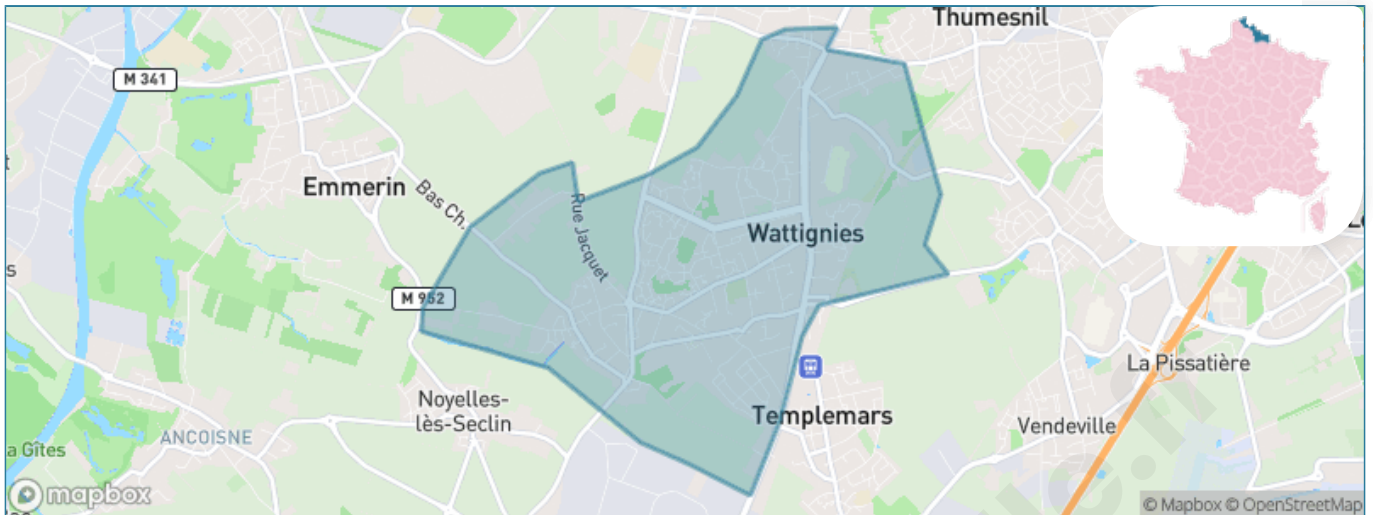 Thumesnil
M 341
Emmerin
Bas Ch.
Rue Jacquet
Wattignies
M 952
La Pissatière
Noyelles-
lès-Seclin
Templemars
Vendeville
ANCOISNE
a Gîtes
mapbox
© Mapbox © OpenStreetMap